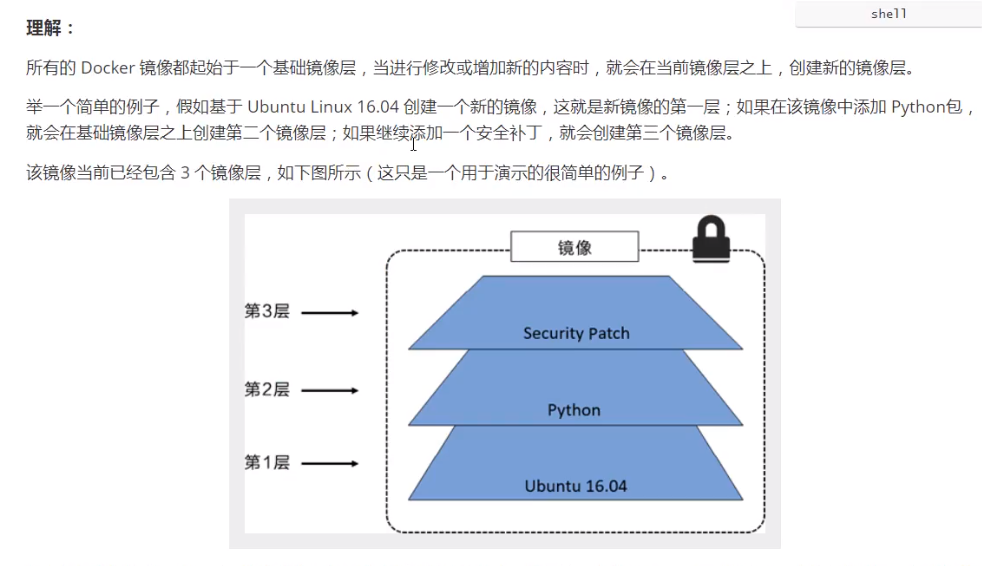 shell
理解：
所有的 Docker 镜像都起始于一个基础镜像层，当进行修改或增加新的内容时，就会在当前镜像层之上，创建新的镜像层。
举一个简单的例子，假如基于 Ubuntu Linux 16.04 创建一个新的镜像，这就是新镜像的第一层；如果在该镜像中添加 Python包，
就会在基础镜像层之上创建第二个镜像层；如果继续添加一个安全补丁，就会创建第三个镜像层。
该镜像当前已经包含 3 个镜像层，如下图所示（这只是一个用于演示的很简单的例子）。
镜像
第3层
Security Patch
第2层
Python
第1层
Ubuntu 16.04